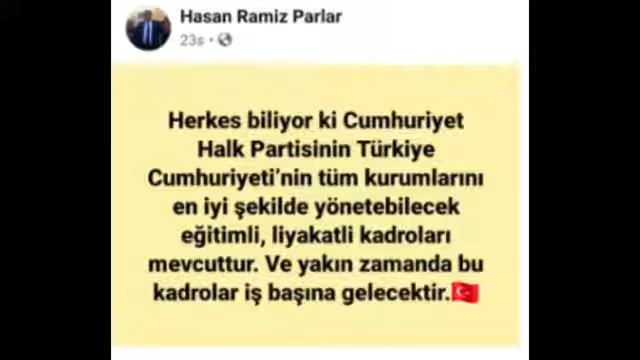 Hasan Ramiz Parlar
23s •
Herkes biliyor ki Cumhuriyet
Halk Partisinin Türkiye
Cumhuriyeti'nin tüm kurumlarını
en iyi şekilde yönetebilecek
eğitimli, liyakatli kadroları
mevcuttur. Ve yakın zamanda bu
kadrolar iş başına gelecektir.🇹🇷